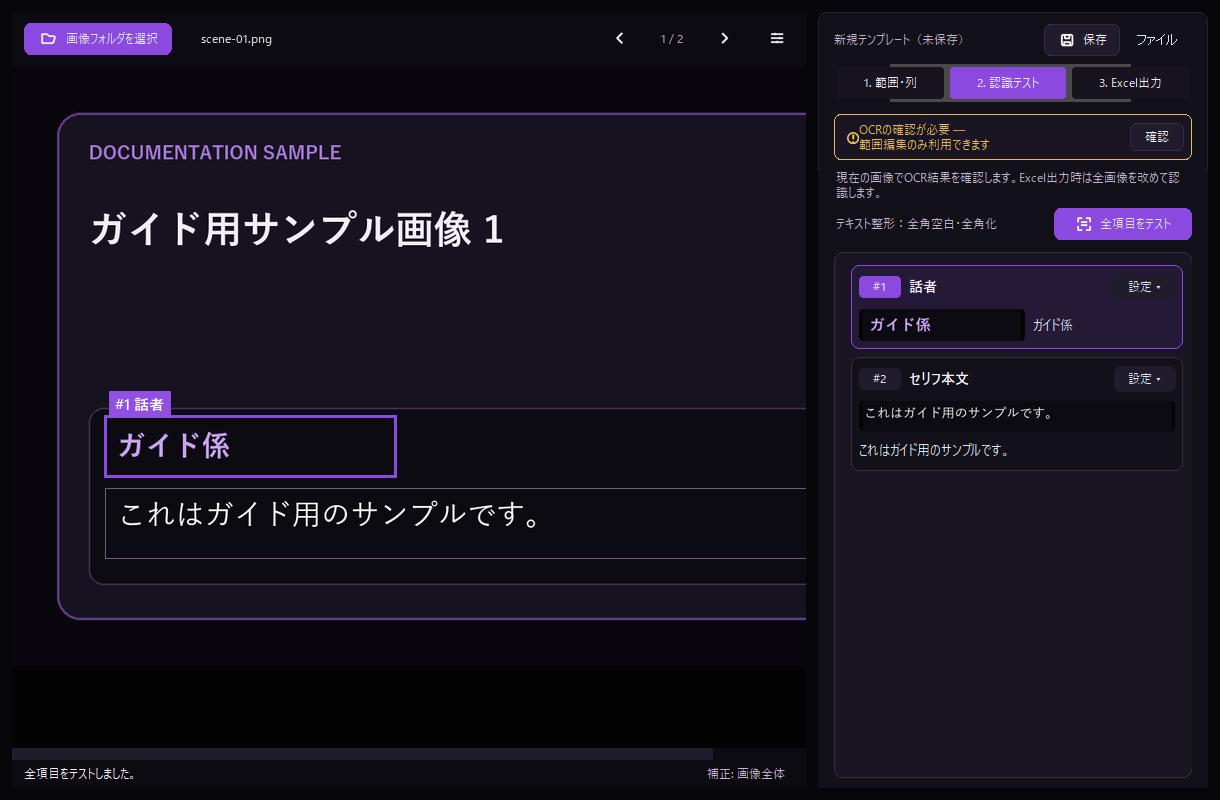 画像フォルダを選択
scene-01.png
1 / 2
DOCUMENTATION SAMPLE
ガイド用サンプル画像 1
#1 話者
ガイド係
これはガイド用のサンプルです。
全項目をテストしました。
補正: 画像全体
新規テンプレート（未保存）
保存
ファイル
1. 範囲・列
2. 認識テスト
3. Excel出力
OCRの確認が必要 —
範囲編集のみ利用できます
確認
現在の画像でOCR結果を確認します。Excel出力時は全画像を改めて認
識します。
テキスト整形：全角空白・全角化
全項目をテスト
#1
話者
設定
ガイド係
ガイド係
#2
セリフ本文
設定
これはガイド用のサンプルです。
これはガイド用のサンプルです。